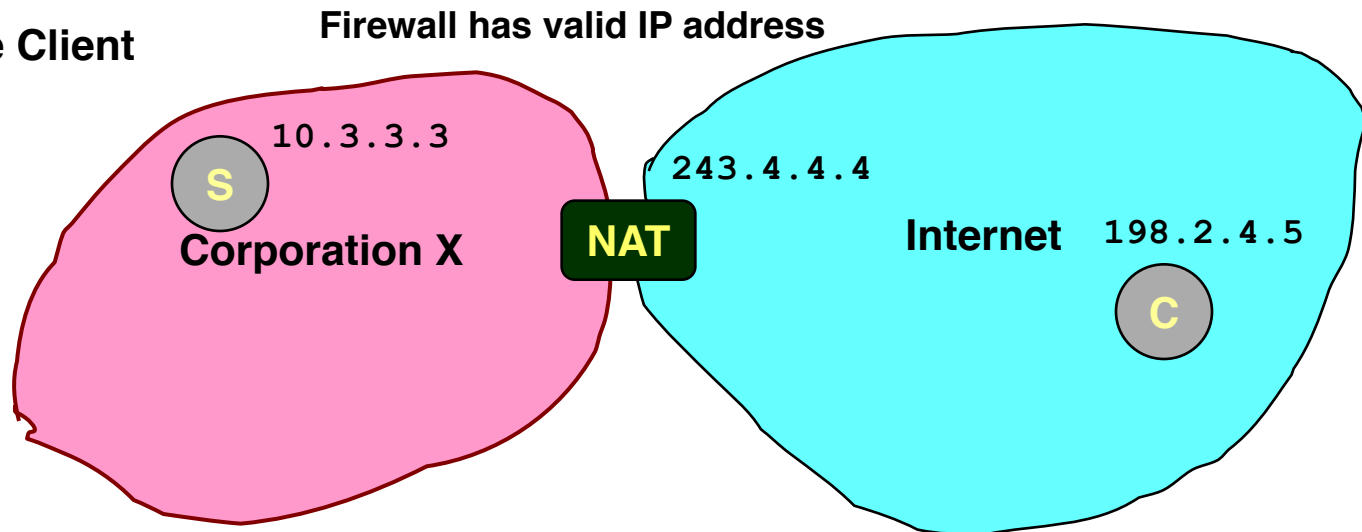 Firewall has valid IP address
Client
10.3.3.3
S
Corporation X
NAT
243.4.4.4
Internet
198.2.4.5
C